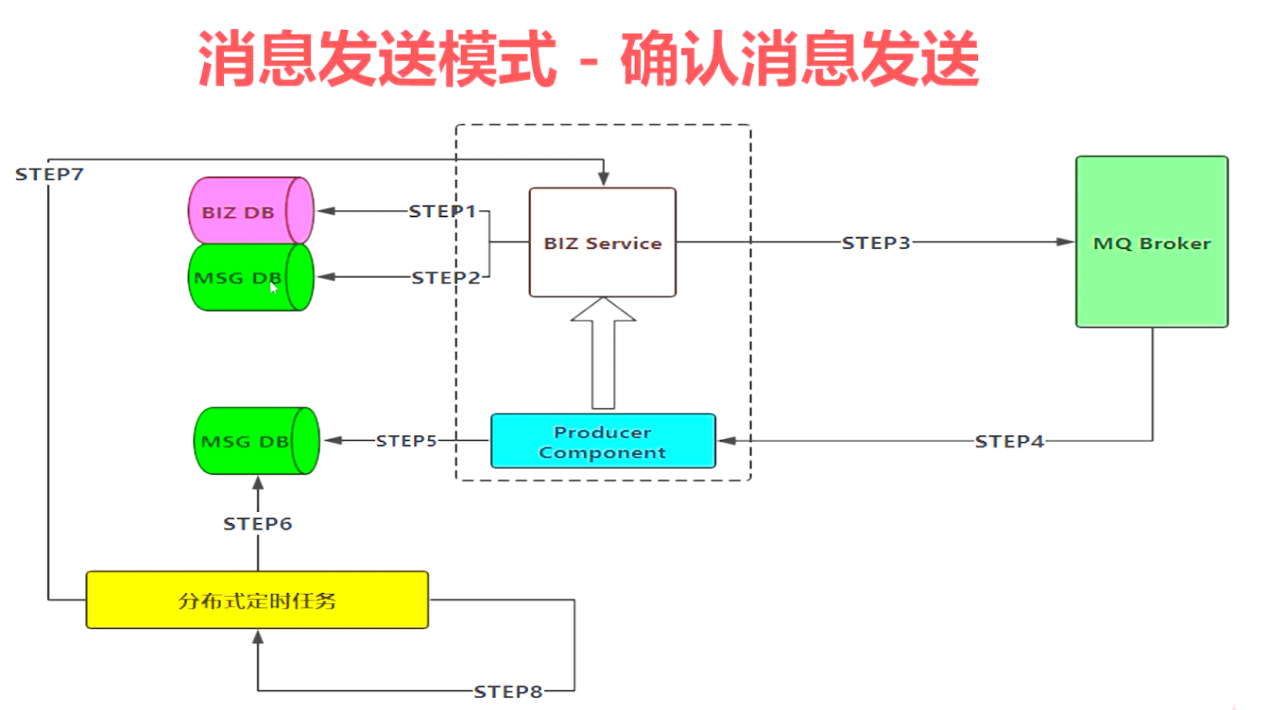 消息发送模式 - 确认消息发送
STEP7
BIZ DB
STEP1
BIZ Service
STEP3
MQ Broker
MSG DB
STEP2
Producer
Component
MSG DB
STEP5
STEP4
STEP6
分布式定时任务
STEP8